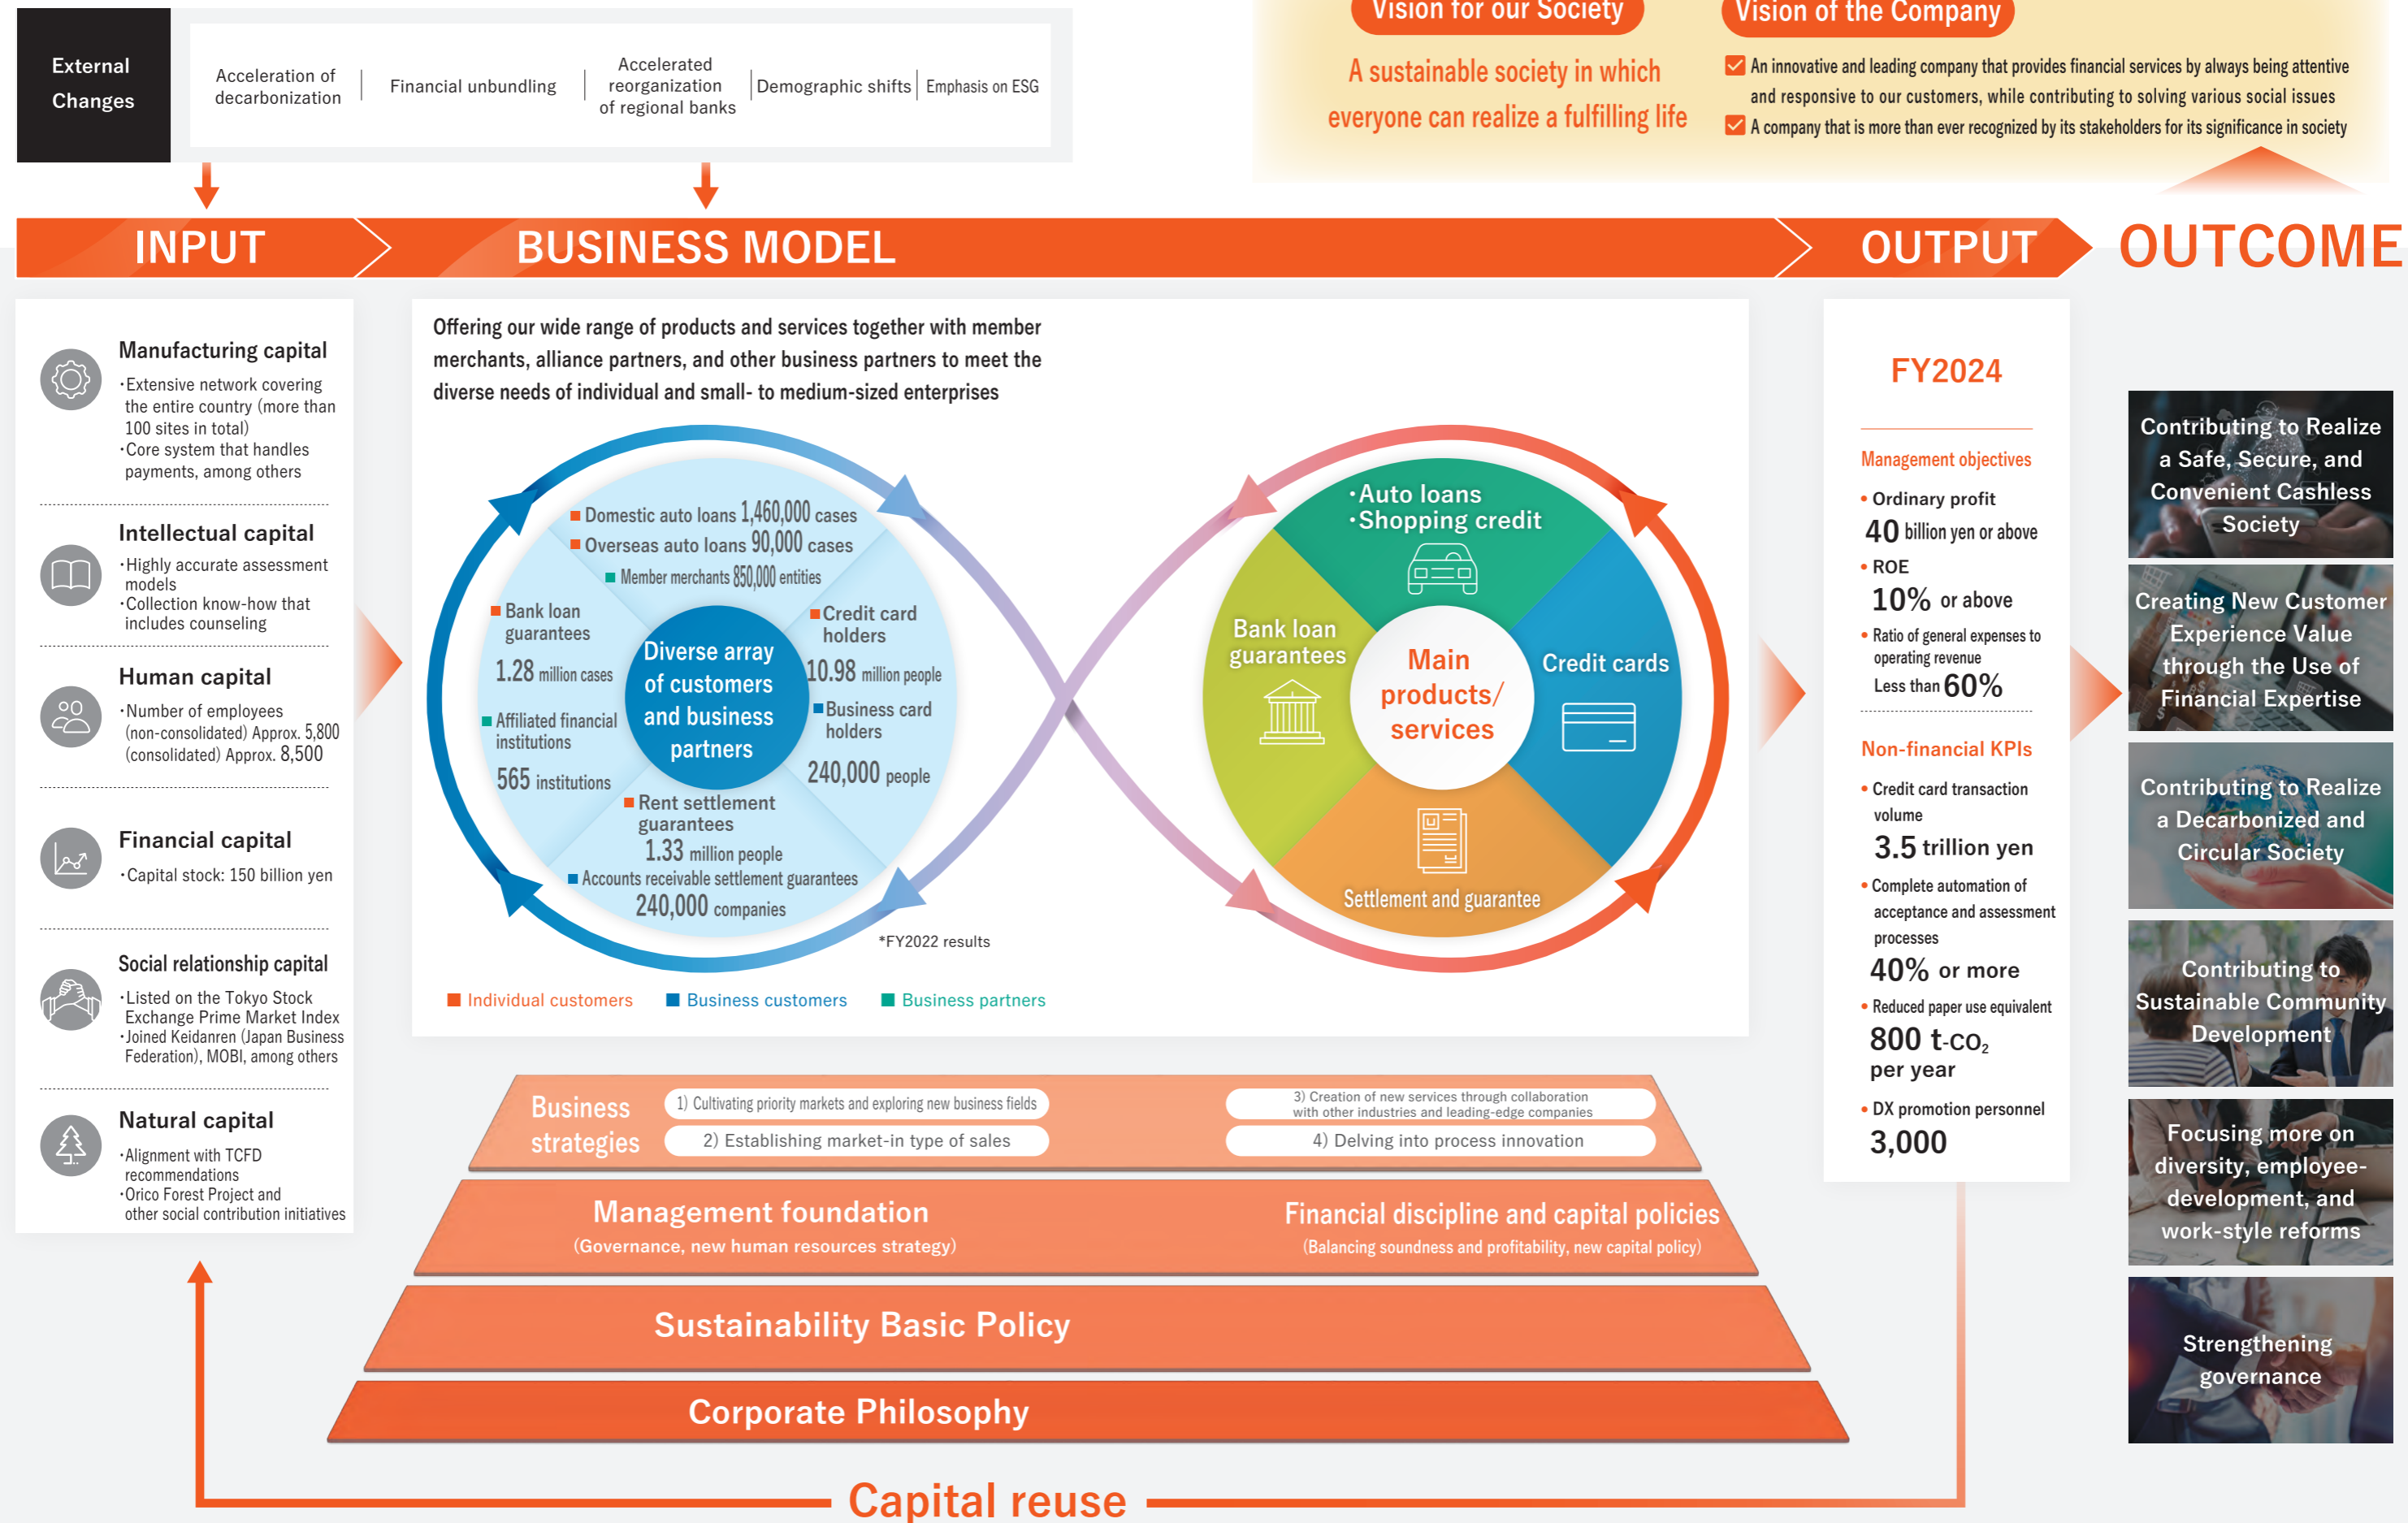 External
Changes
Acceleration of
decarbonization
Financial unbundling
Accelerated
reorganization
of regional banks
Demographic shifts
Emphasis on ESG
Vision for our Society
A sustainable society in which
everyone can realize a fulfilling life
Vision of the Company
An innovative and leading company that provides financial services by always being attentive
and responsive to our customers, while contributing to solving various social issues
A company that is more than ever recognized by its stakeholders for its significance in society
INPUT
BUSINESS MODEL
OUTPUT
OUTCOME
Manufacturing capital
・Extensive network covering
the entire country (more than
100 sites in total)
・Core system that handles
payments, among others
Intellectual capital
・Highly accurate assessment
models
・Collection know-how that
includes counseling
Human capital
・Number of employees
(non-consolidated) Approx. 5,800
(consolidated) Approx. 8,500
Financial capital
・Capital stock: 150 billion yen
Social relationship capital
・Listed on the Tokyo Stock
Exchange Prime Market Index
・Joined Keidanren (Japan Business
Federation), MOBI, among others
Natural capital
・Alignment with TCFD
recommendations
・Orico Forest Project and
other social contribution initiatives
Offering our wide range of products and services together with member
merchants, alliance partners, and other business partners to meet the
diverse needs of individual and small- to medium-sized enterprises
Domestic auto loans 1,460,000 cases
Overseas auto loans 90,000 cases
Member merchants 850,000 entities
Bank loan
guarantees
1.28 million cases
Affiliated financial
institutions
565 institutions
Diverse array
of customers
and business
partners
Credit card
holders
10.98 million people
Business card
holders
240,000 people
Rent settlement
guarantees
1.33 million people
Accounts receivable settlement guarantees
240,000 companies
*FY2022 results
Individual customers
Business customers
Business partners
・Auto loans
・Shopping credit
Bank loan
guarantees
Main
products/
services
Credit cards
Settlement and guarantee
Business
strategies
1) Cultivating priority markets and exploring new business fields
2) Establishing market-in type of sales
3) Creation of new services through collaboration
with other industries and leading-edge companies
4) Delving into process innovation
Management foundation
(Governance, new human resources strategy)
Financial discipline and capital policies
(Balancing soundness and profitability, new capital policy)
Sustainability Basic Policy
Corporate Philosophy
Capital reuse
FY2024
Management objectives
• Ordinary profit
40 billion yen or above
• ROE
10% or above
• Ratio of general expenses to
operating revenue
Less than 60%
Non-financial KPIs
• Credit card transaction
volume
3.5 trillion yen
• Complete automation of
acceptance and assessment
processes
40% or more
• Reduced paper use equivalent
800 t-CO₂
per year
• DX promotion personnel
3,000
Contributing to Realize
a Safe, Secure, and
Convenient Cashless
Society
Creating New Customer
Experience Value
through the Use of
Financial Expertise
Contributing to Realize
a Decarbonized and
Circular Society
Contributing to
Sustainable Community
Development
Focusing more on
diversity, employee-
development, and
work-style reforms
Strengthening
governance